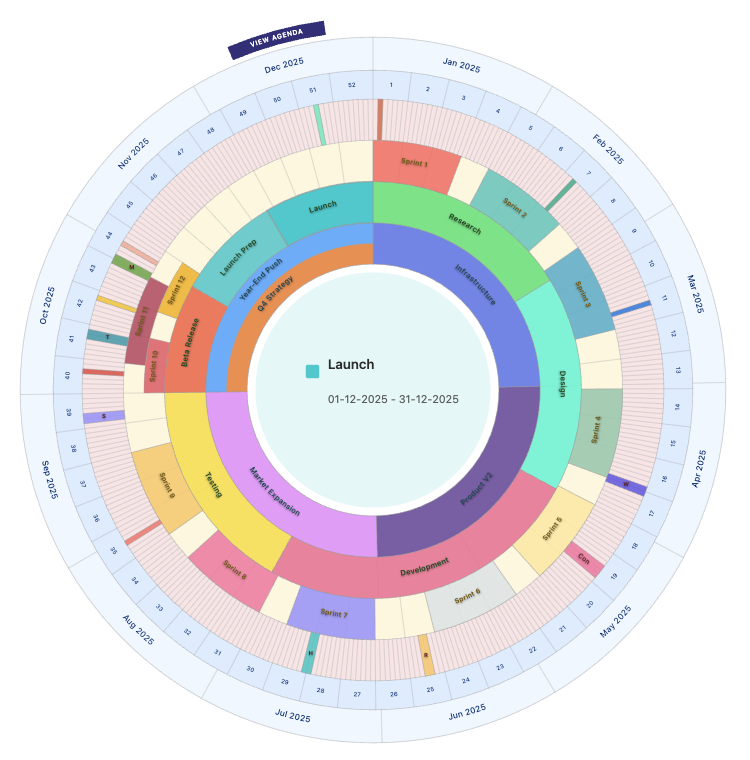 VIEW AGENDA
Jan 2025
Feb 2025
Mar 2025
Apr 2025
May 2025
Jun 2025
Jul 2025
Aug 2025
Sep 2025
Oct 2025
Nov 2025
Dec 2025
1
2
3
4
5
6
7
8
9
10
11
12
13
14
15
16
17
18
19
20
21
22
23
24
25
26
27
28
29
30
31
32
33
34
35
36
37
38
39
40
41
42
43
44
45
46
47
48
49
50
51
52
Con
R
H
S
T
M
Sprint 1
Sprint 2
Sprint 3
Sprint 4
Sprint 5
Sprint 6
Sprint 7
Sprint 8
Sprint 9
Sprint 10
Sprint 11
Sprint 12
Research
Design
Development
Testing
Beta Release
Launch Prep
Launch
Infrastructure
Product V2
Market Expansion
Year-End Push
Q4 Strategy
Launch
01-12-2025 - 31-12-2025